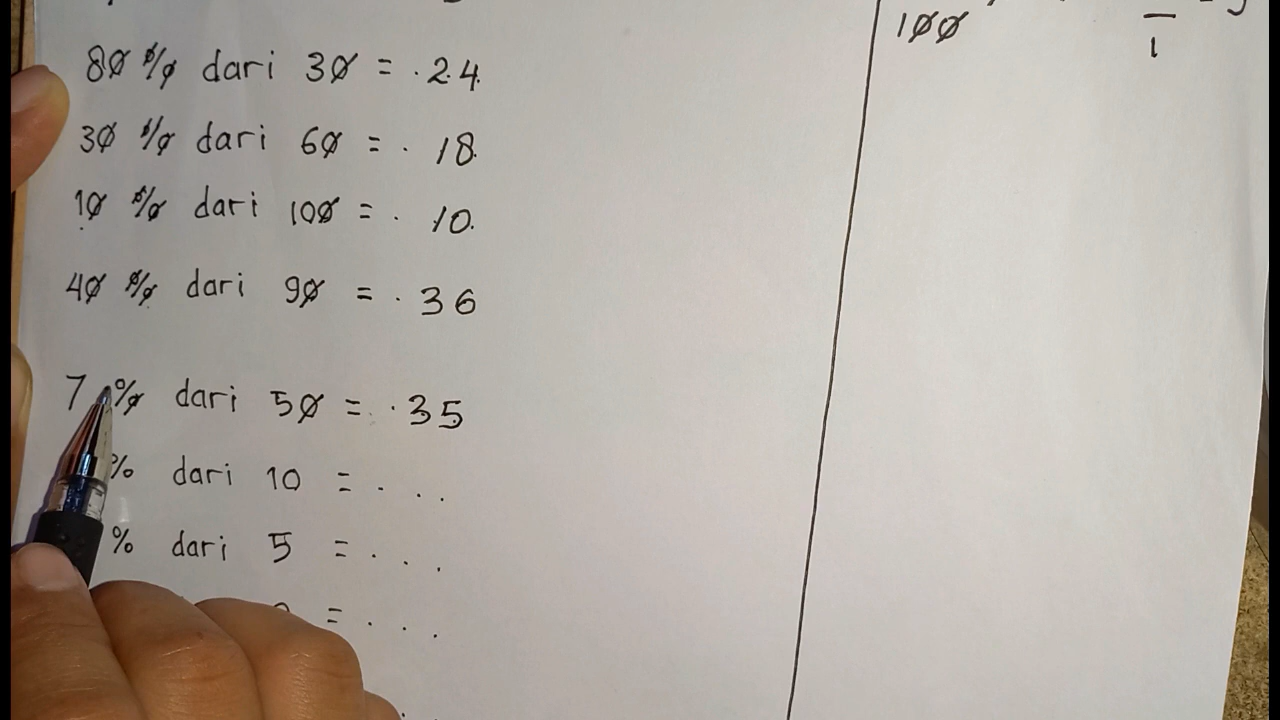 80 % dari 30 = . 24.
30 % dari 60 = . 18.
10 % dari 100 = . 10.
40 % dari 90 = . 36
7 % dari 50 = . 35
% dari 10 = . . .
% dari 5 = . . .
= . . .
100
1